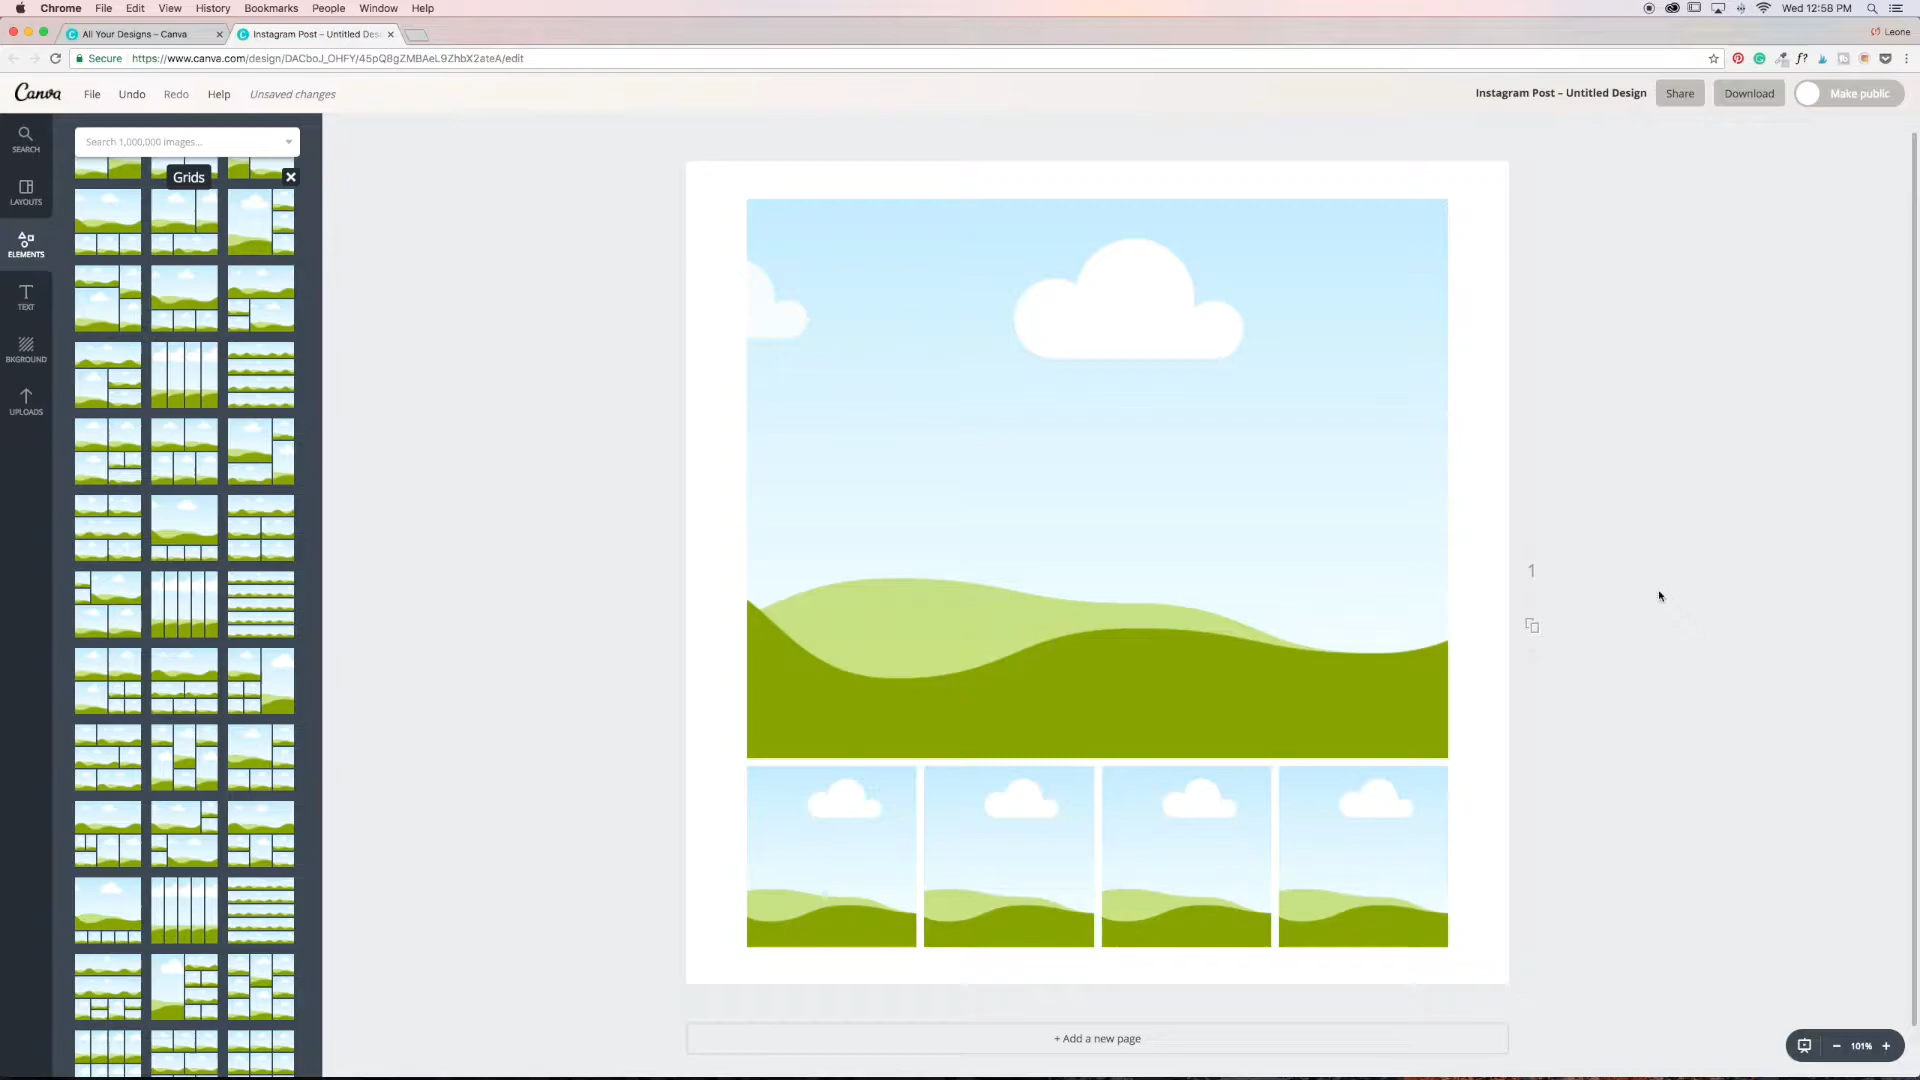 Chrome File Edit View History Bookmarks People Window Help
Wed 12:58 PM
All Your Designs – Canva
Instagram Post – Untitled Des
Leone
Secure https://www.canva.com/design/DACboJ_OHFY/45pQ8gZMBAeL9ZhbX2ateA/edit
Canva File Undo Redo Help Unsaved changes
Instagram Post – Untitled Design Share Download Make public
Search 1,000,000 images...
SEARCH
Grids
LAYOUTS
ELEMENTS
TEXT
BKGROUND
UPLOADS
1
+ Add a new page
101%